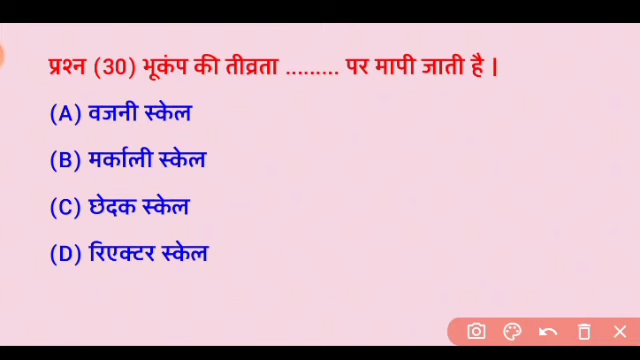 प्रश्न (30) भूकंप की तीव्रता ......... पर मापी जाती है |
(A) वजनी स्केल
(B) मर्काली स्केल
(C) छेदक स्केल
(D) रिएक्टर स्केल